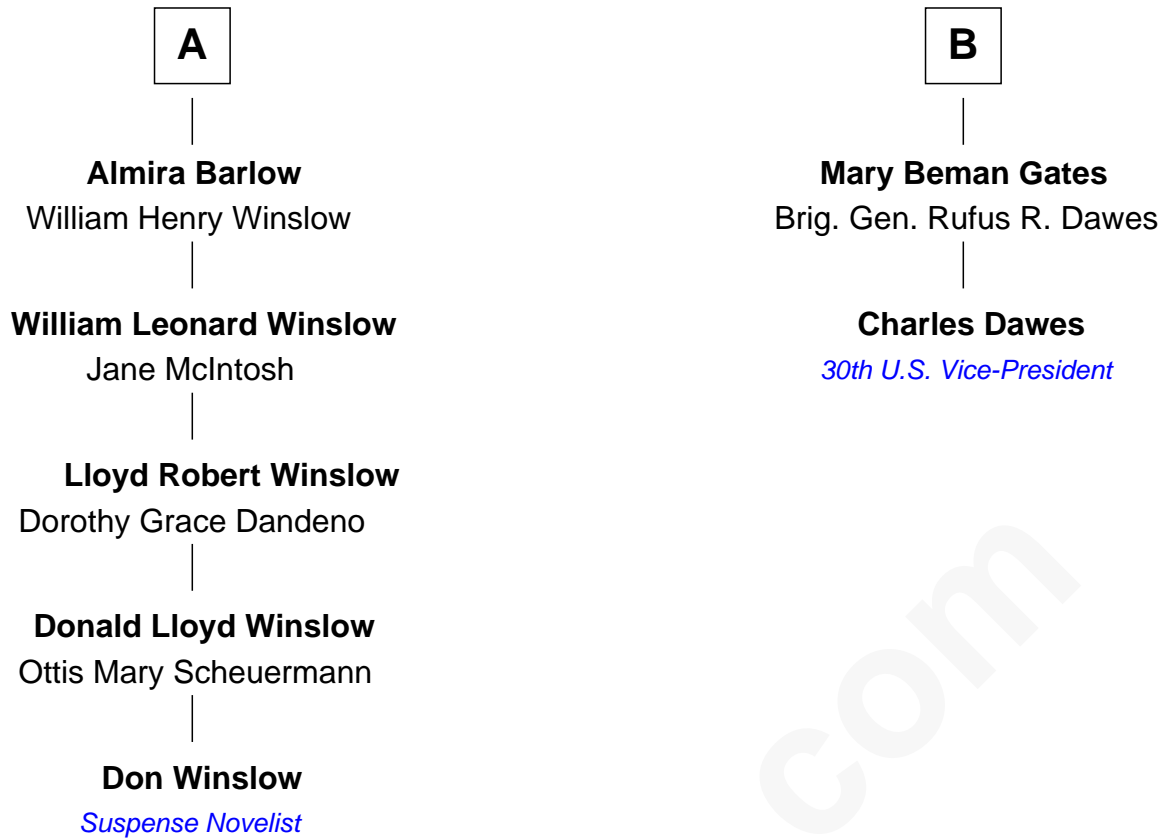 A
Almira Barlow
William Henry Winslow
William Leonard Winslow
Jane McIntosh
Lloyd Robert Winslow
Dorothy Grace Dandeno
Donald Lloyd Winslow
Ottis Mary Scheuermann
Don Winslow
Suspense Novelist
B
Mary Beman Gates
Brig. Gen. Rufus R. Dawes
Charles Dawes
30th U.S. Vice-President
com